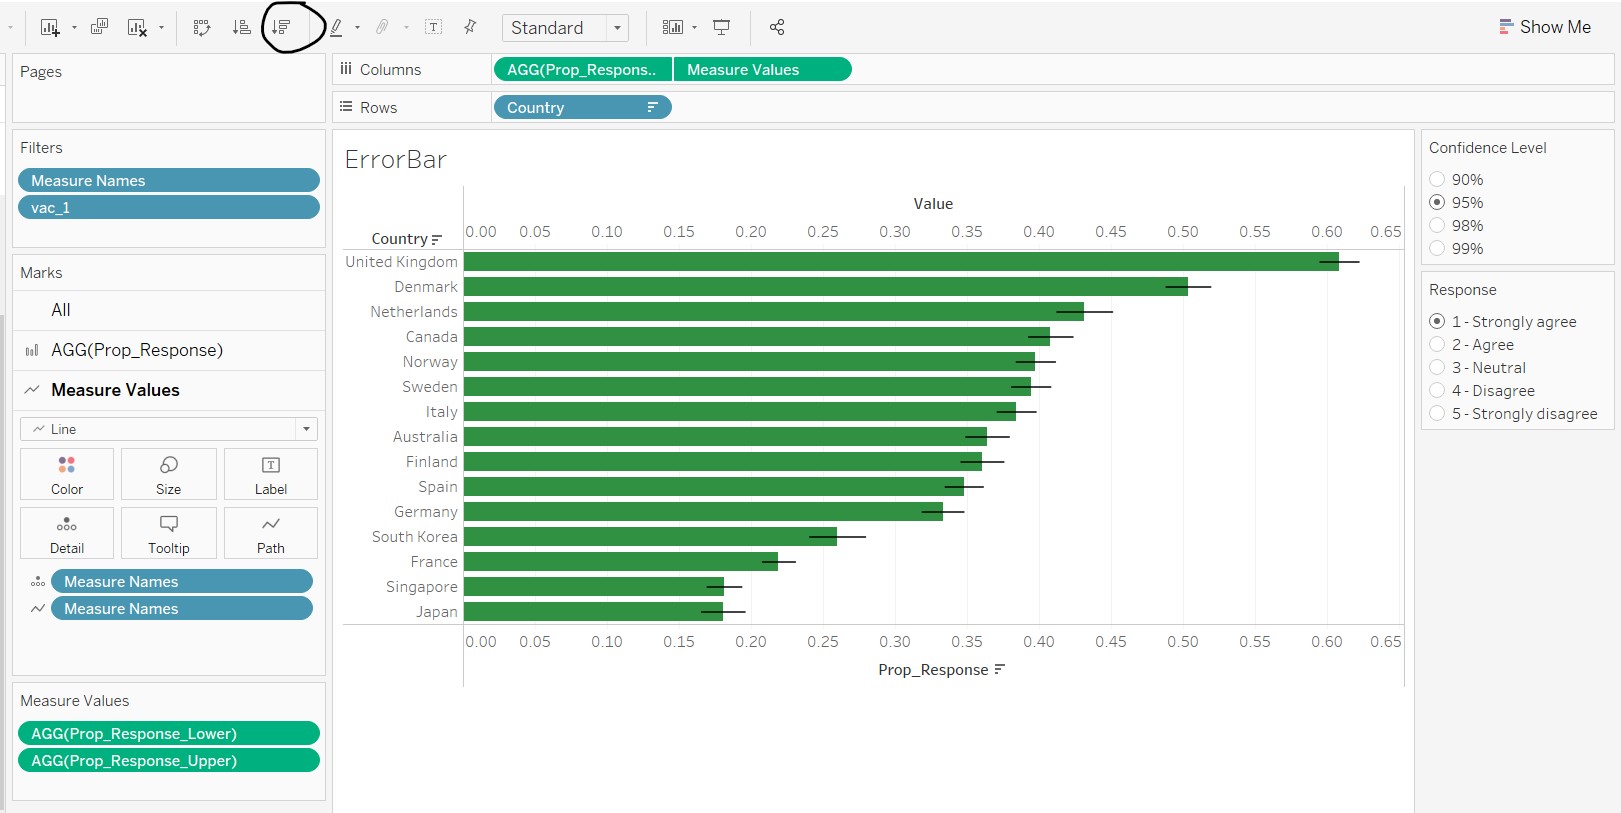 Standard
Show Me
Pages
Columns
AGG(Prop_Respons..
Measure Values
Rows
Country
Filters
Measure Names
vac_1
Marks
All
AGG(Prop_Response)
Measure Values
Line
Color
Size
Label
Detail
Tooltip
Path
Measure Names
Measure Names
Measure Values
AGG(Prop_Response_Lower)
AGG(Prop_Response_Upper)
ErrorBar
Value
Country
0.00 0.05 0.10 0.15 0.20 0.25 0.30 0.35 0.40 0.45 0.50 0.55 0.60 0.65
United Kingdom
Denmark
Netherlands
Canada
Norway
Sweden
Italy
Australia
Finland
Spain
Germany
South Korea
France
Singapore
Japan
0.00 0.05 0.10 0.15 0.20 0.25 0.30 0.35 0.40 0.45 0.50 0.55 0.60 0.65
Prop_Response
Confidence Level
90%
95%
98%
99%
Response
1 - Strongly agree
2 - Agree
3 - Neutral
4 - Disagree
5 - Strongly disagree